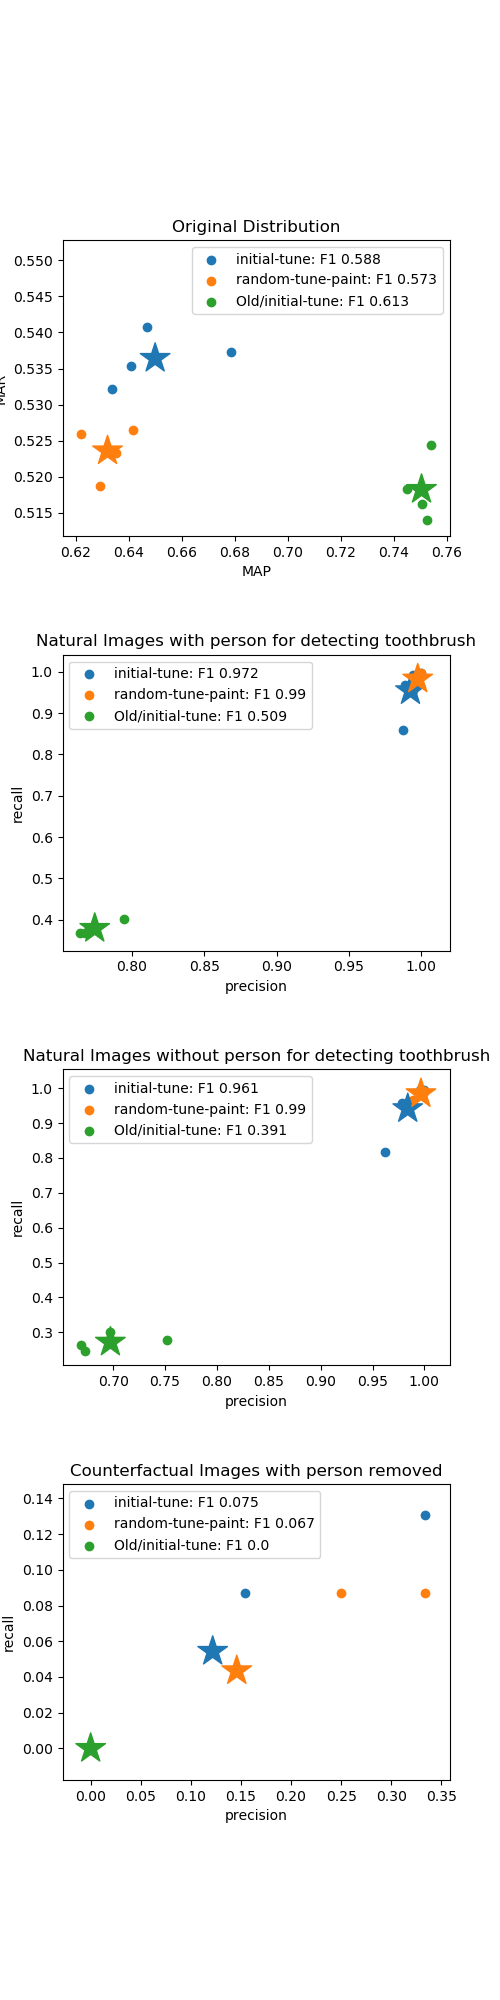 Original Distribution
initial-tune: F1 0.588
random-tune-paint: F1 0.573
Old/initial-tune: F1 0.613
0.550
0.545
0.540
0.535
0.530
0.525
0.520
0.515
MAR
0.62 0.64 0.66 0.68 0.70 0.72 0.74 0.76
MAP
Natural Images with person for detecting toothbrush
initial-tune: F1 0.972
random-tune-paint: F1 0.99
Old/initial-tune: F1 0.509
1.0
0.9
0.8
0.7
0.6
0.5
0.4
recall
0.80 0.85 0.90 0.95 1.00
precision
Natural Images without person for detecting toothbrush
initial-tune: F1 0.961
random-tune-paint: F1 0.99
Old/initial-tune: F1 0.391
1.0
0.9
0.8
0.7
0.6
0.5
0.4
0.3
recall
0.70 0.75 0.80 0.85 0.90 0.95 1.00
precision
Counterfactual Images with person removed
initial-tune: F1 0.075
random-tune-paint: F1 0.067
Old/initial-tune: F1 0.0
0.14
0.12
0.10
0.08
0.06
0.04
0.02
0.00
recall
0.00 0.05 0.10 0.15 0.20 0.25 0.30 0.35
precision